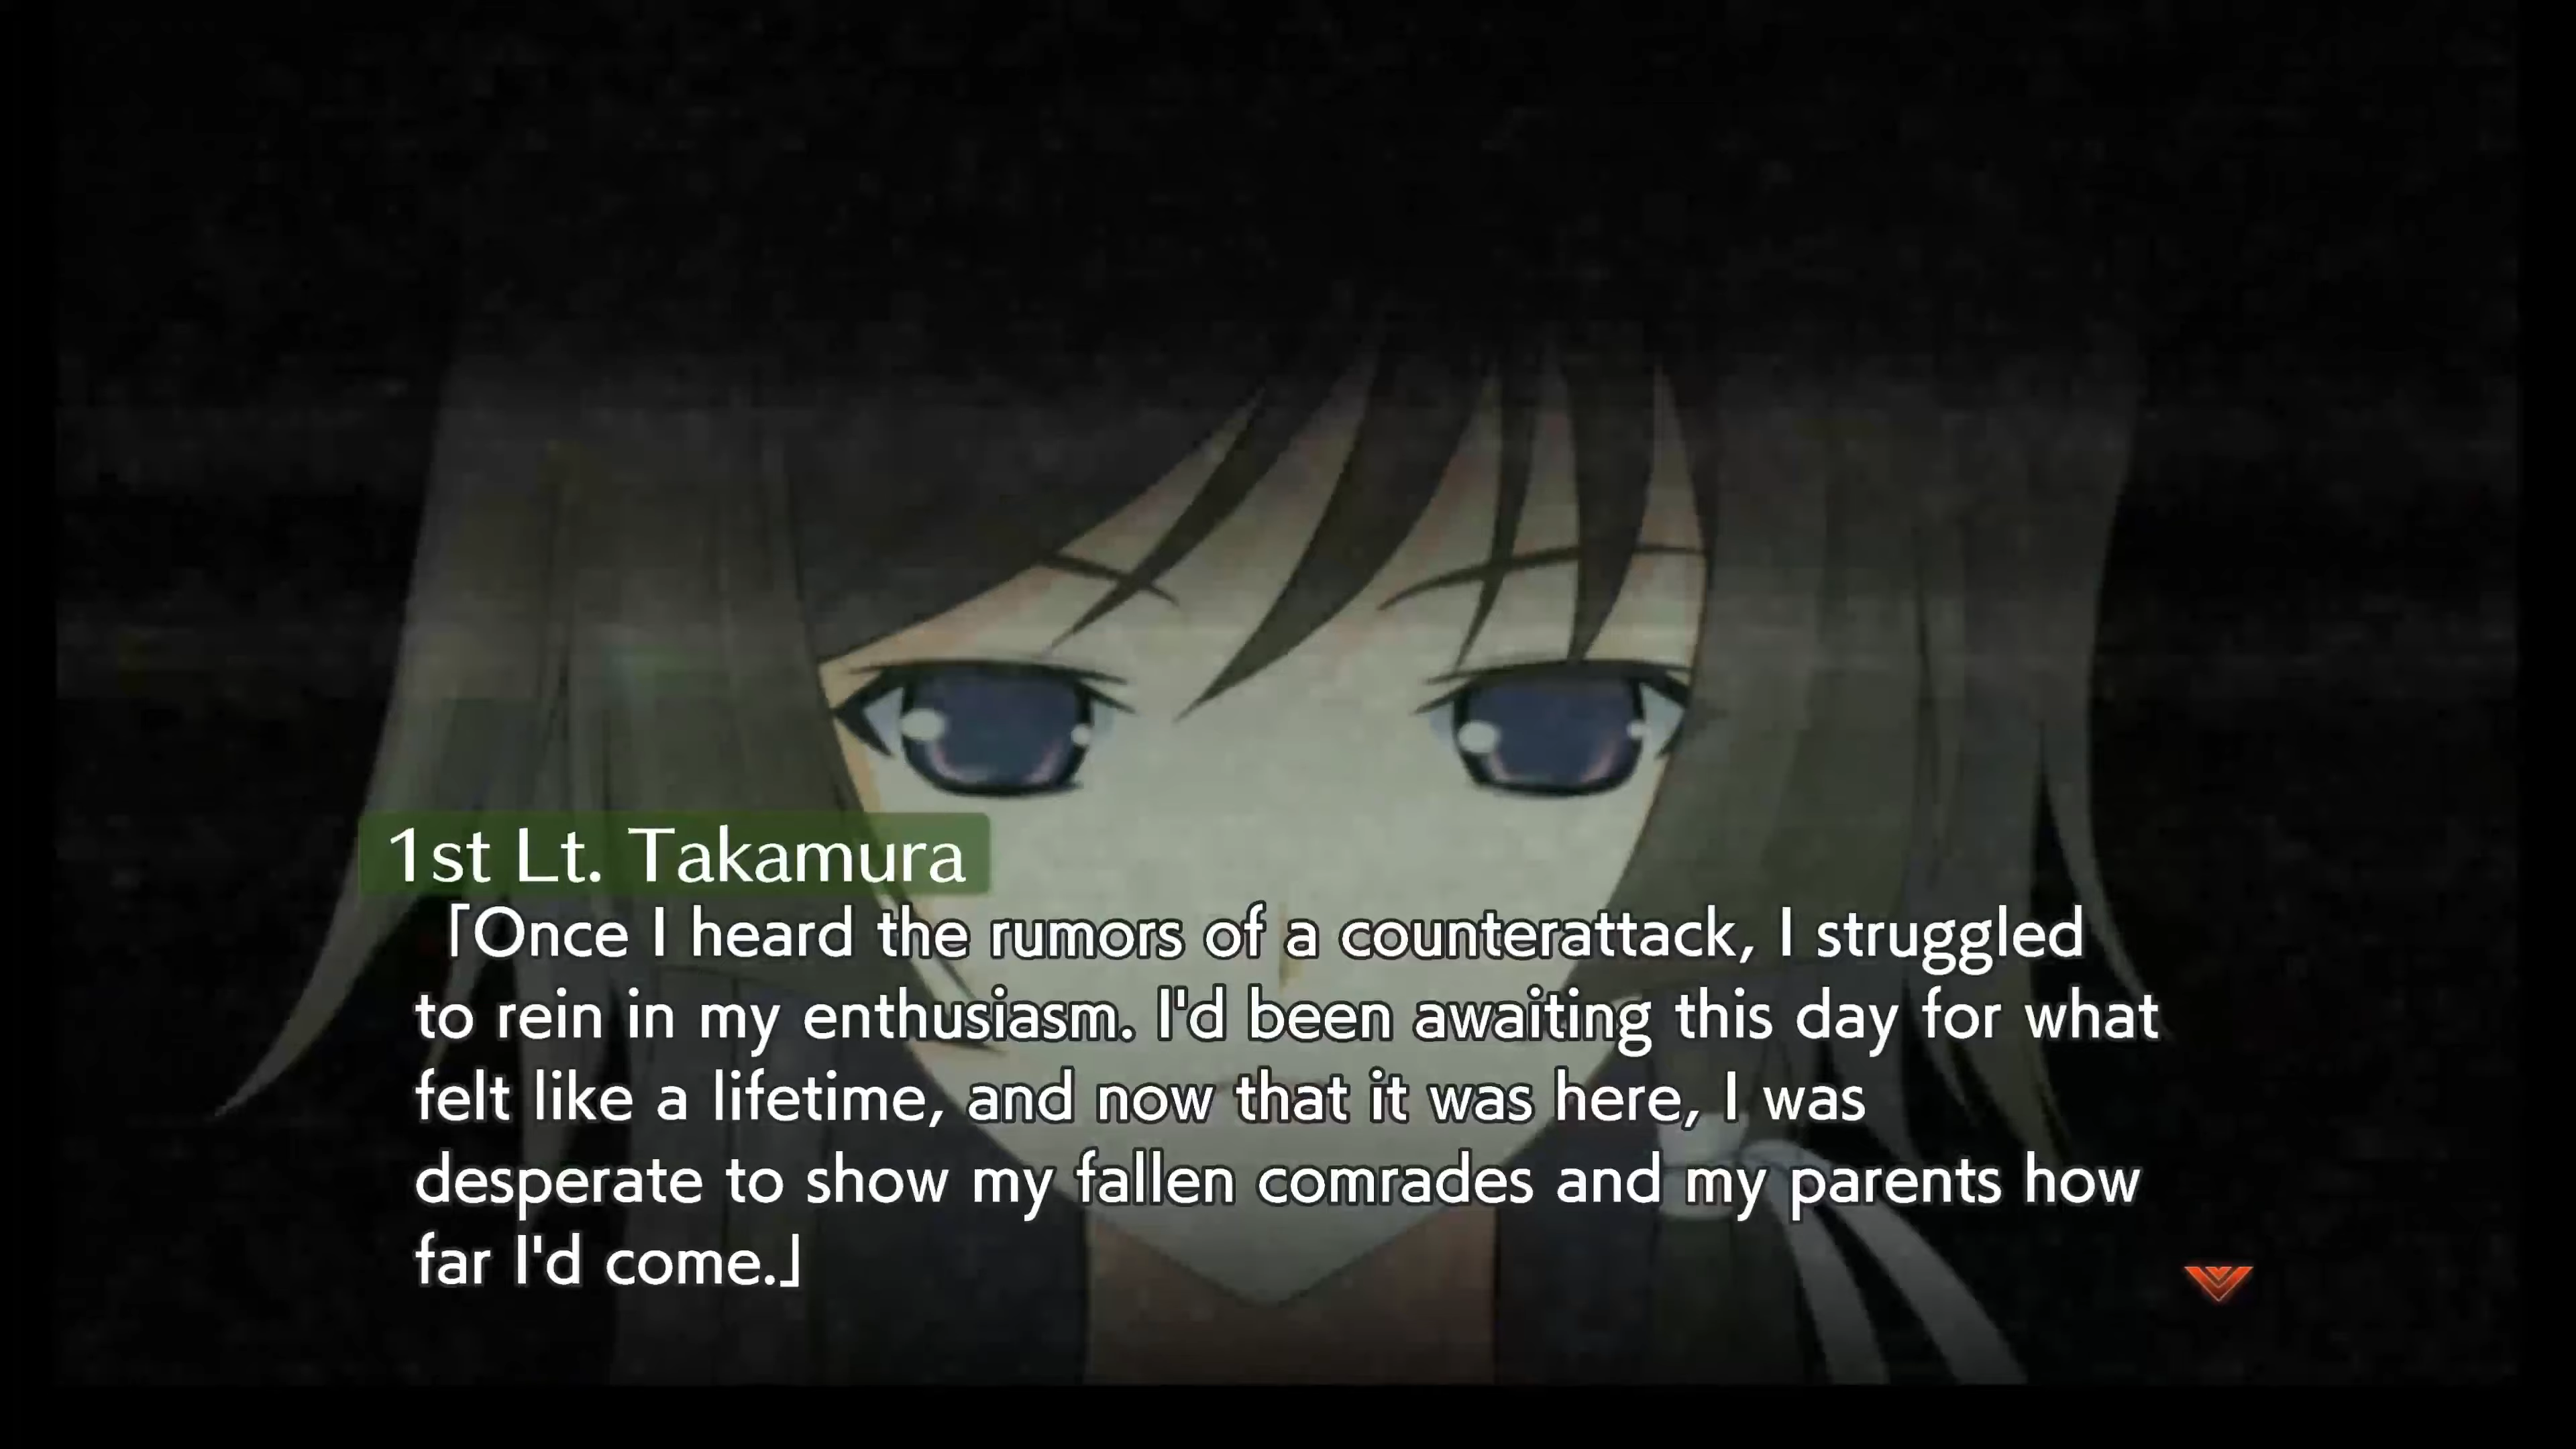 1st Lt. Takamura
「Once I heard the rumors of a counterattack, I struggled
to rein in my enthusiasm. I'd been awaiting this day for what
felt like a lifetime, and now that it was here, I was
desperate to show my fallen comrades and my parents how
far I'd come.」